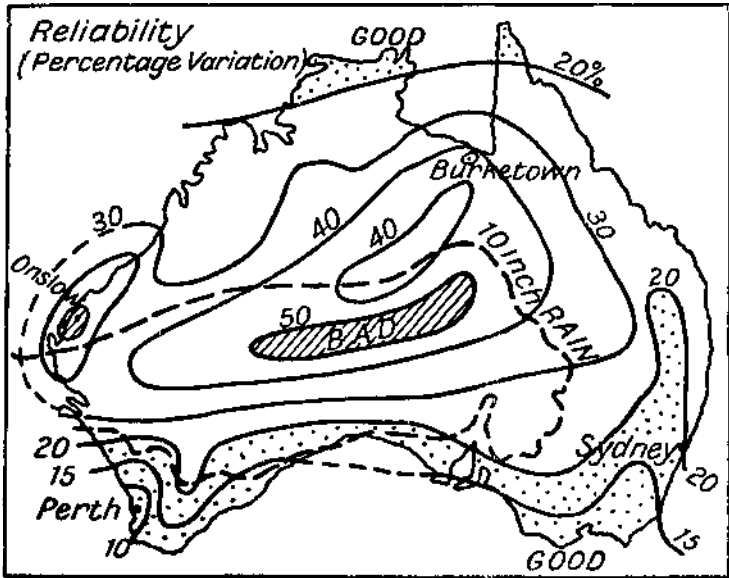 Reliability
(Percentage Variation)
GOOD
20%
Burketown
30
40
40
30
Onslow
10 Inch RAIN
20
50
BAD
20
15
Sydney
Perth
20
10
15
GOOD